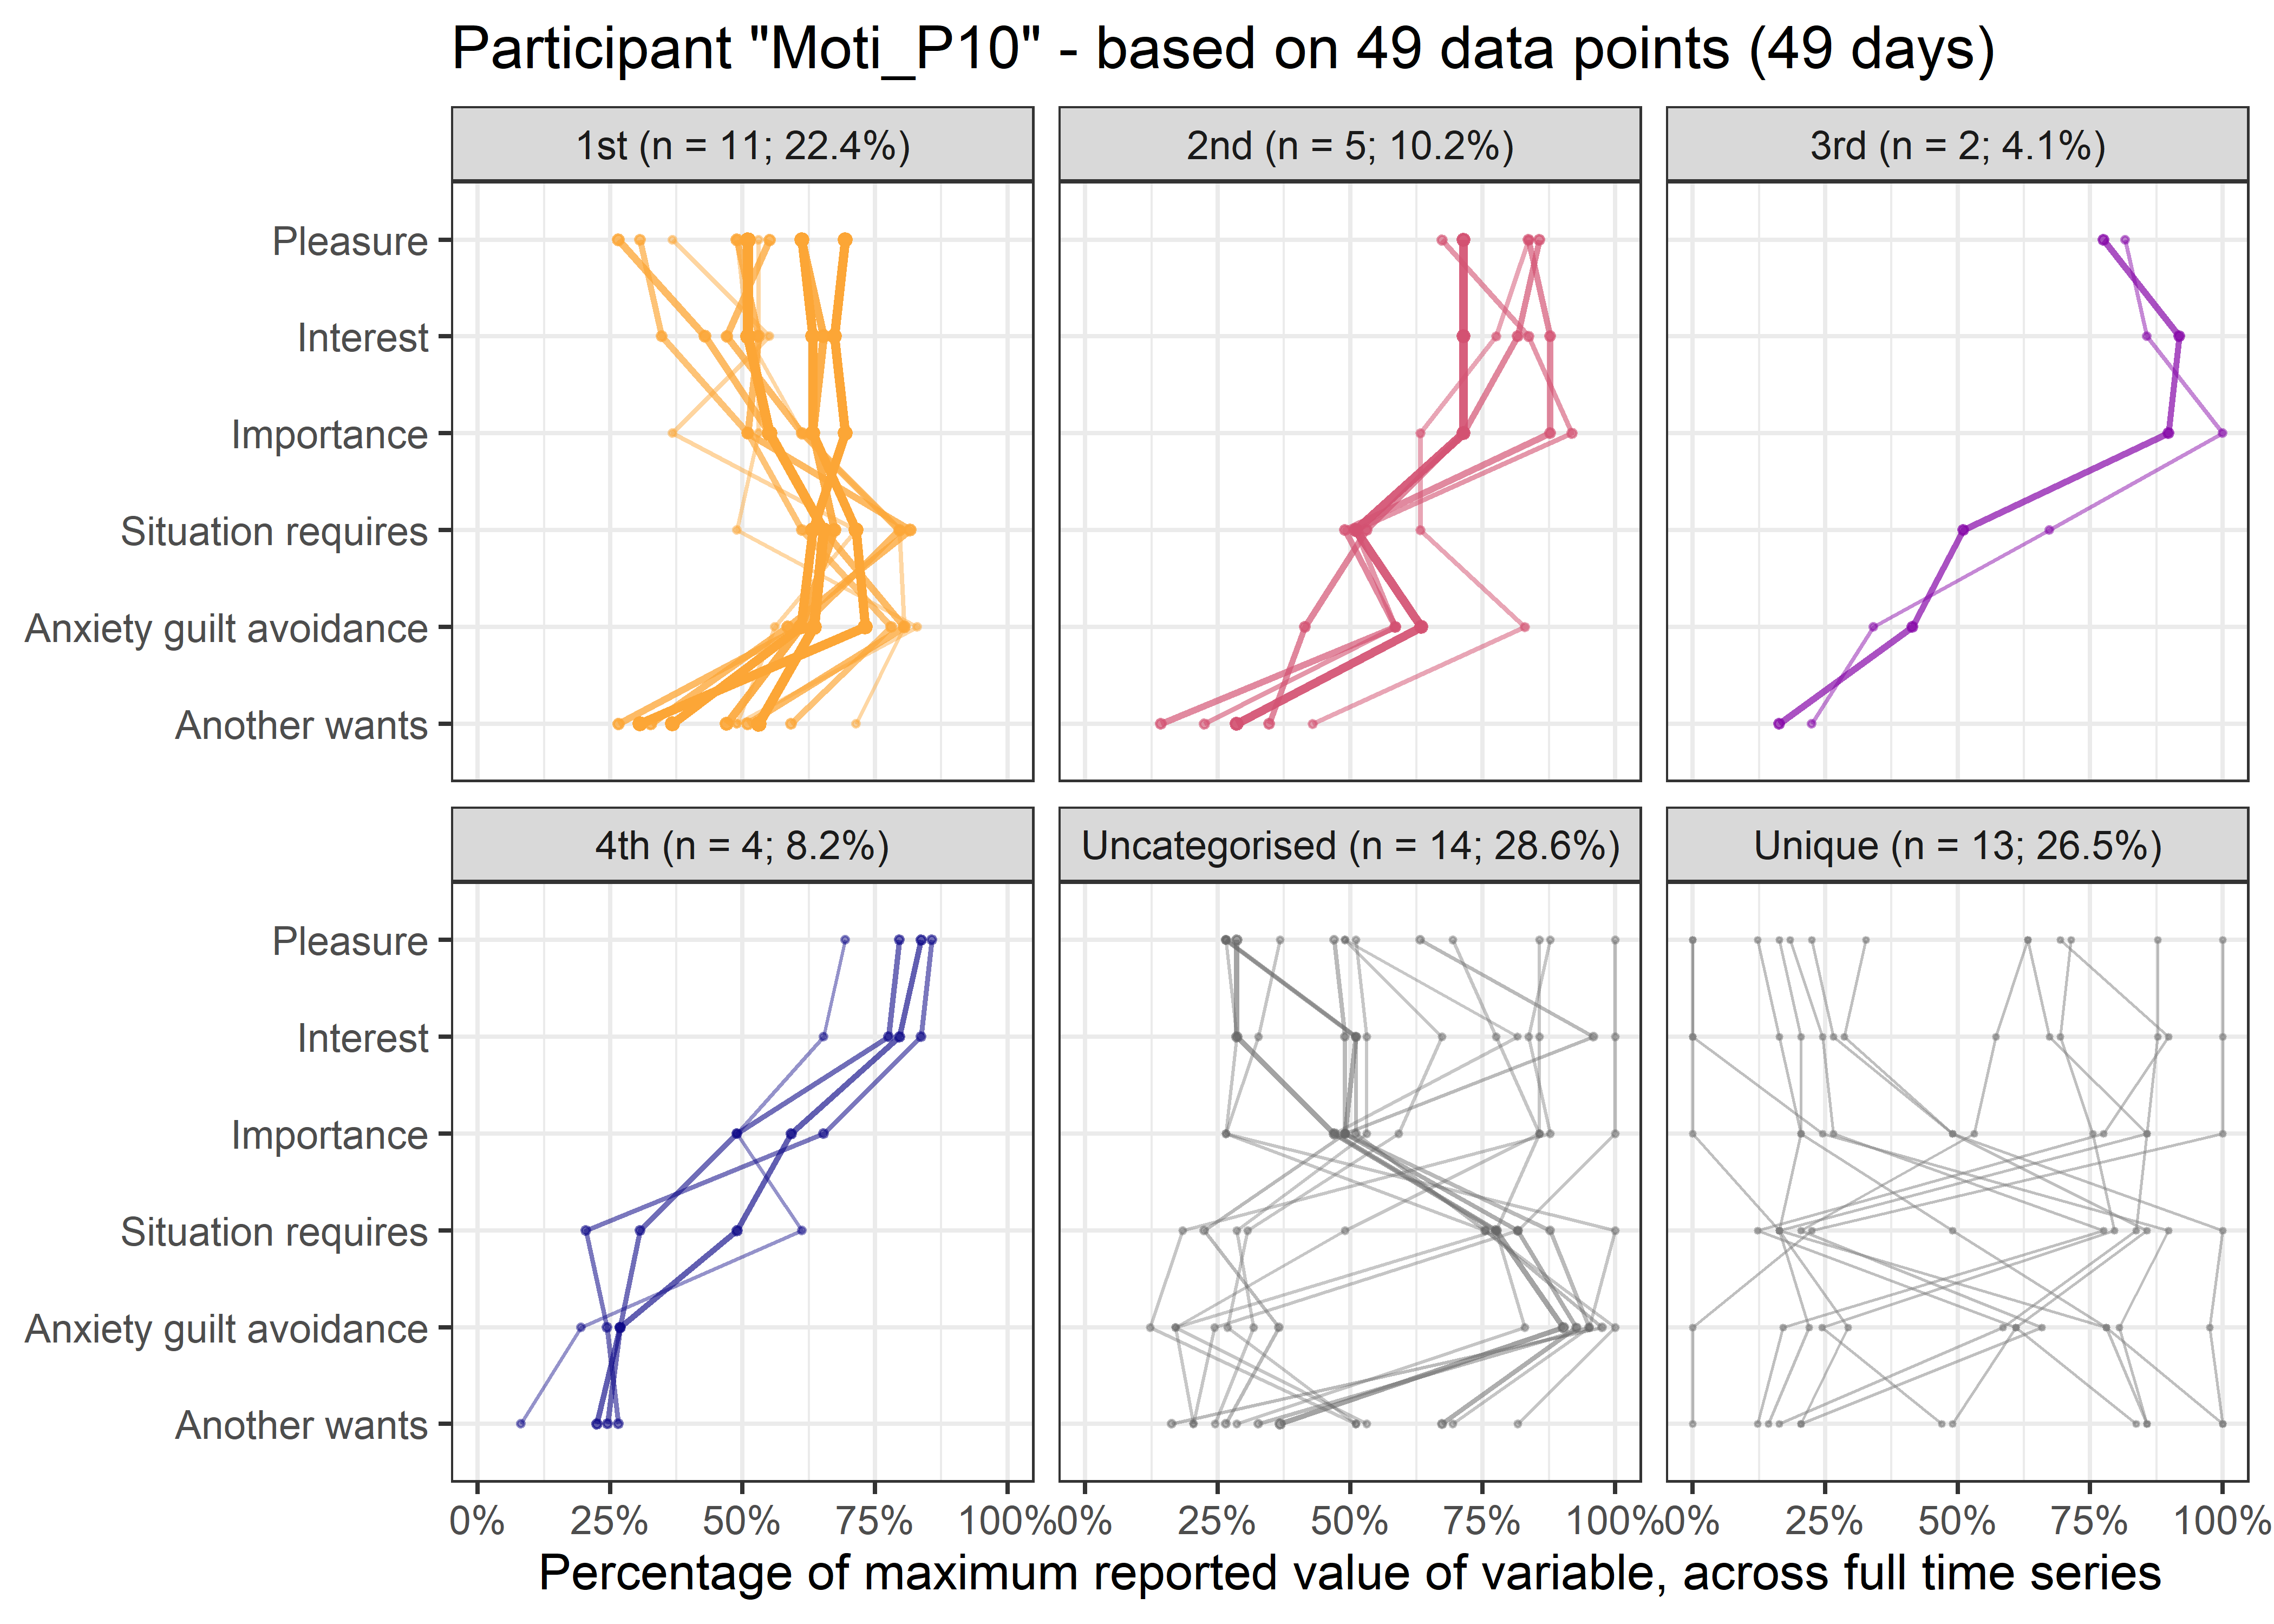 Participant "Moti_P10" - based on 49 data points (49 days)
1st (n = 11; 22.4%)
2nd (n = 5; 10.2%)
3rd (n = 2; 4.1%)
Pleasure
Interest
Importance
Situation requires
Anxiety guilt avoidance
Another wants
4th (n = 4; 8.2%)
Uncategorised (n = 14; 28.6%)
Unique (n = 13; 26.5%)
Pleasure
Interest
Importance
Situation requires
Anxiety guilt avoidance
Another wants
0% 25% 50% 75% 100%
0% 25% 50% 75% 100%
0% 25% 50% 75% 100%
Percentage of maximum reported value of variable, across full time series